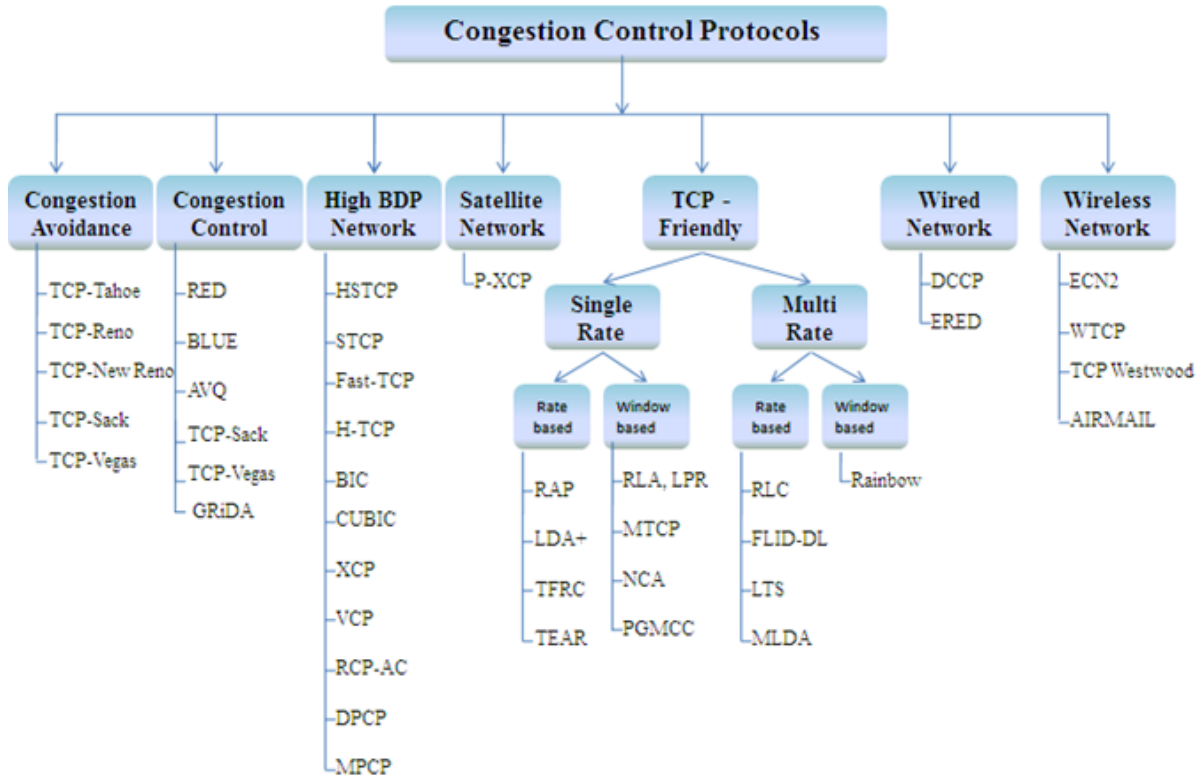 Congestion Control Protocols
Congestion
Avoidance
TCP-Tahoe
TCP-Reno
TCP-New Reno
TCP-Sack
TCP-Vegas
Congestion
Control
RED
BLUE
AVQ
TCP-Sack
TCP-Vegas
GRiDA
High BDP
Network
HSTCP
STCP
Fast-TCP
H-TCP
BIC
CUBIC
XCP
VCP
RCP-AC
DPCP
MPCP
Satellite
Network
P-XCP
TCP -
Friendly
Single
Rate
Rate
based
RAP
LDA+
TFRC
TEAR
Window
based
RLA, LPR
MTCP
NCA
PGMCC
Multi
Rate
Rate
based
RLC
FLID-DL
LTS
MLDA
Window
based
Rainbow
Wired
Network
DCCP
ERED
Wireless
Network
ECN2
WTCP
TCP Westwood
AIRMAIL